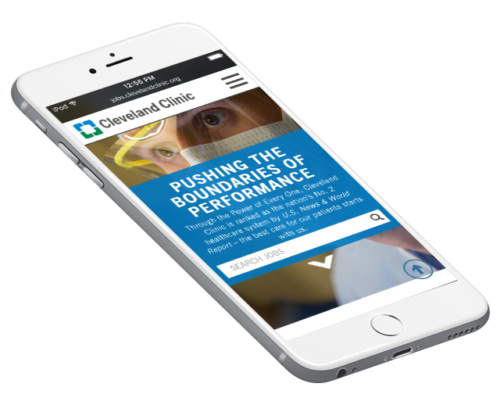 iPod 12:56 PM
jobs.clevelandclinic.org
Cleveland Clinic
PUSHING THE
BOUNDARIES OF
PERFORMANCE
Through the Power of Every One, Cleveland
Clinic is ranked as the nation's No. 2
healthcare system by U.S. News & World
Report – the best care for our patients starts
with us.
SEARCH JOBS